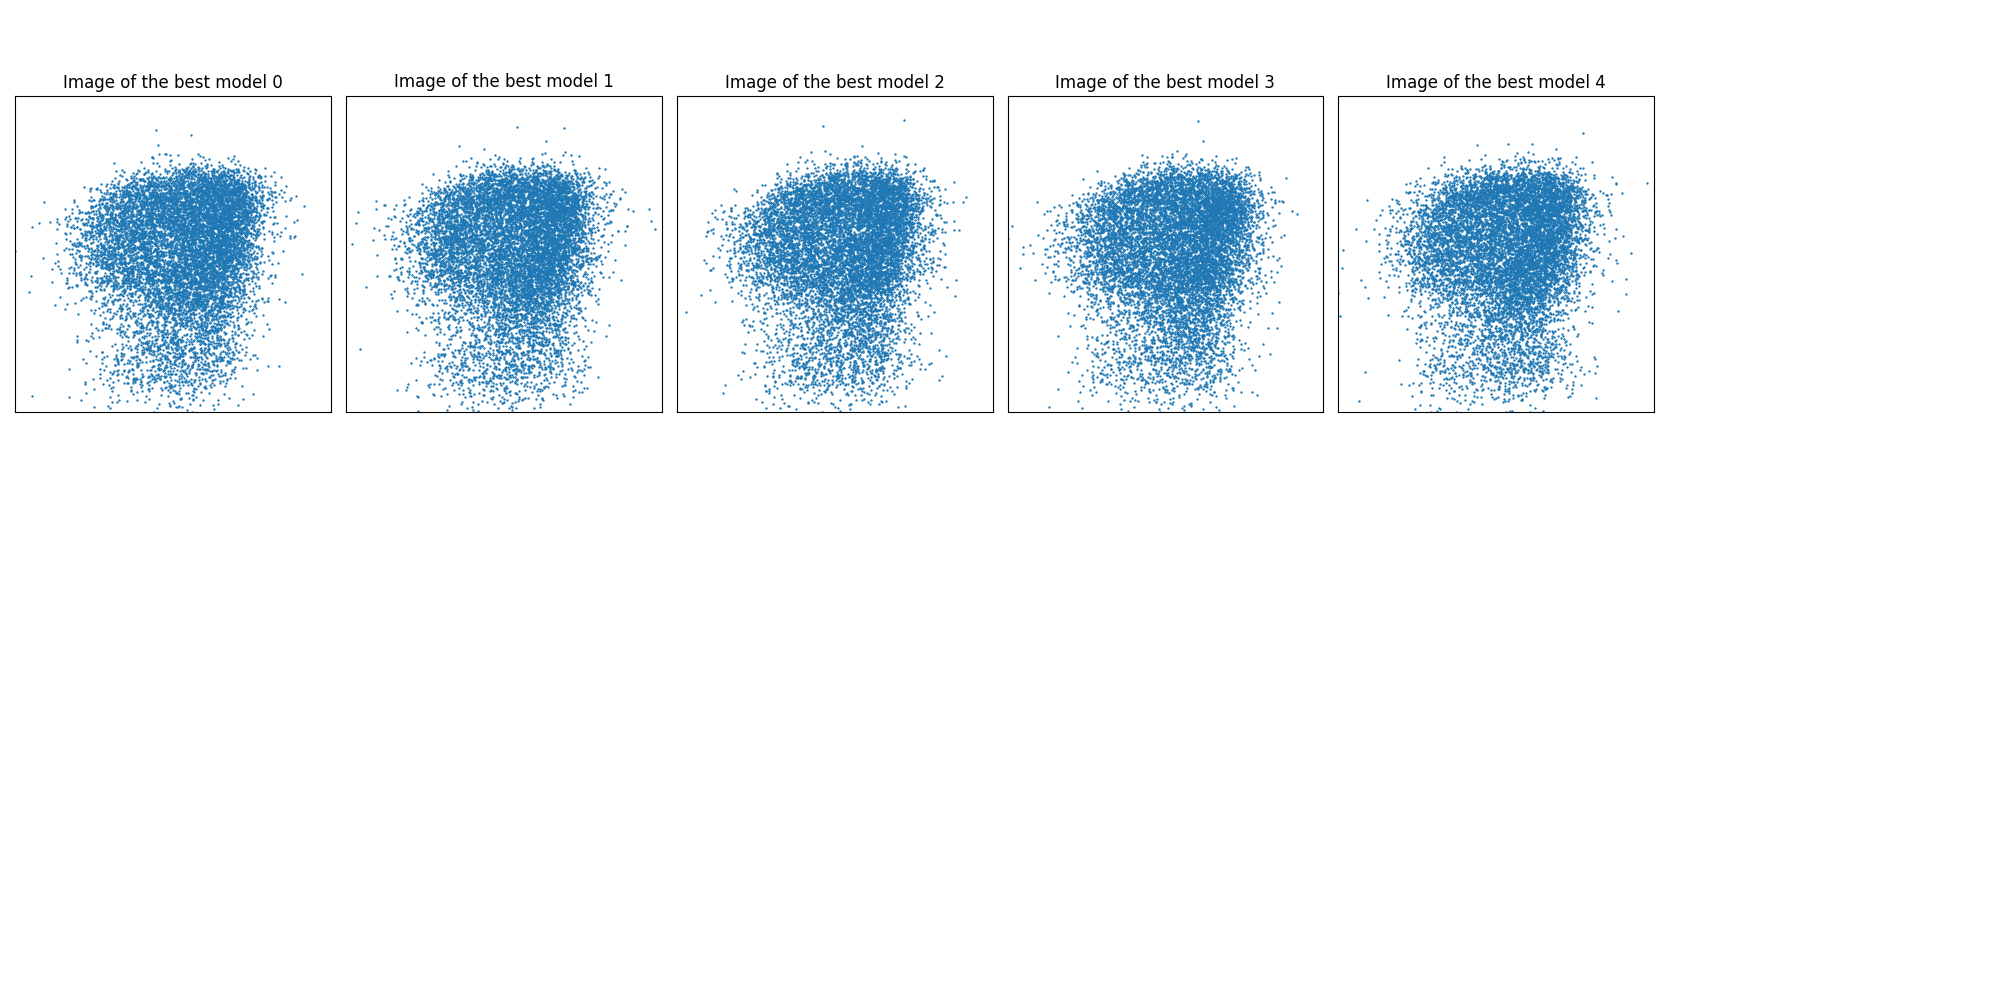 Image of the best model 0
Image of the best model 1
Image of the best model 2
Image of the best model 3
Image of the best model 4